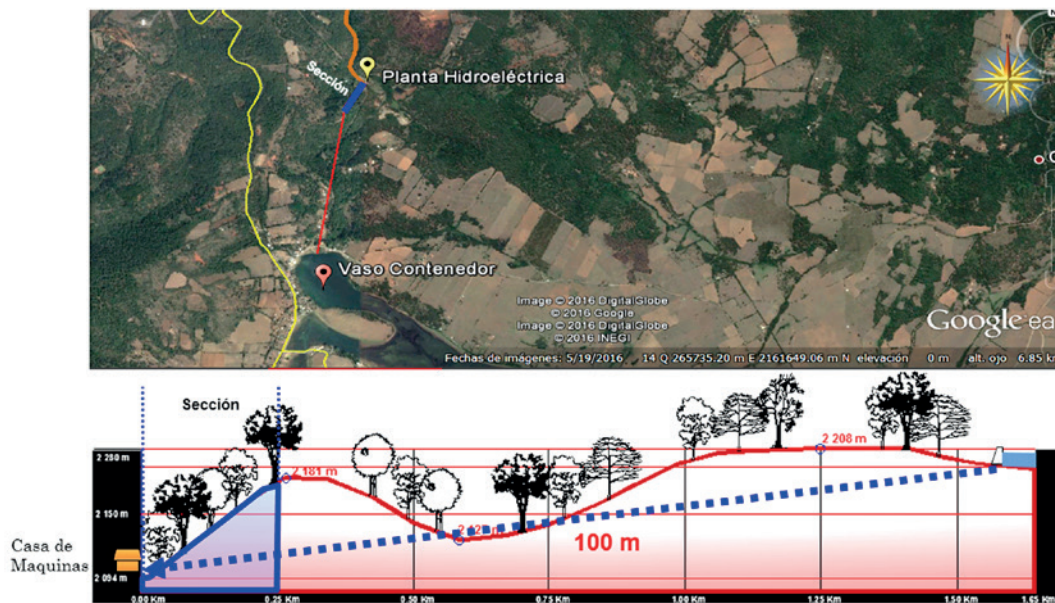 Sección
Planta Hidroeléctrica
Vaso Contenedor
Image © 2016 DigitalGlobe
© 2016 Google
Image © 2016 DigitalGlobe
© 2016 INEGI
Google ea
Fechas de imágenes: 5/19/2016 14 Q 265735.20 m E 2161649.06 m N elevación 0 m alt. ojo 6.85 km
Sección
2 280 m
2 181 m
2 208 m
2 150 m
100 m
Casa de
Maquinas
2 094 m
0.00 Km 0.25 Km 0.50 Km 0.75 Km 1.00 Km 1.25 Km 1.50 Km 1.65 Km